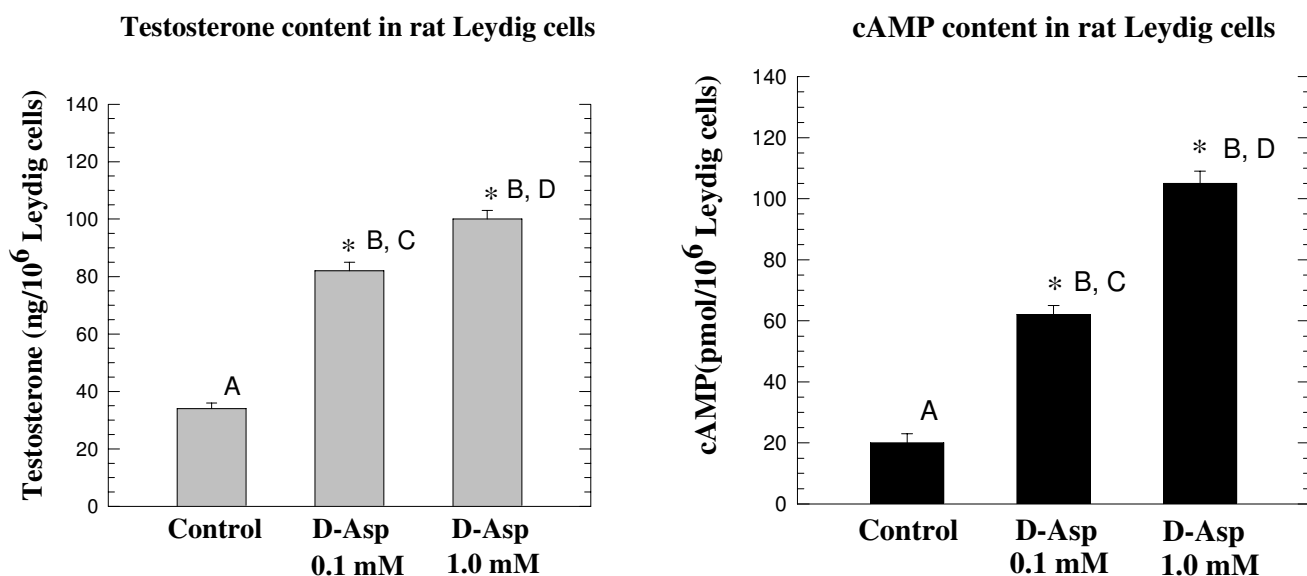 Testosterone content in rat Leydig cells
Testosterone (ng/10⁶ Leydig cells)
140
120
100
80
60
40
20
0
A
* B, C
* B, D
Control
D-Asp
0.1 mM
D-Asp
1.0 mM
cAMP content in rat Leydig cells
cAMP(pmol/10⁶ Leydig cells)
140
120
100
80
60
40
20
0
A
* B, C
* B, D
Control
D-Asp
0.1 mM
D-Asp
1.0 mM